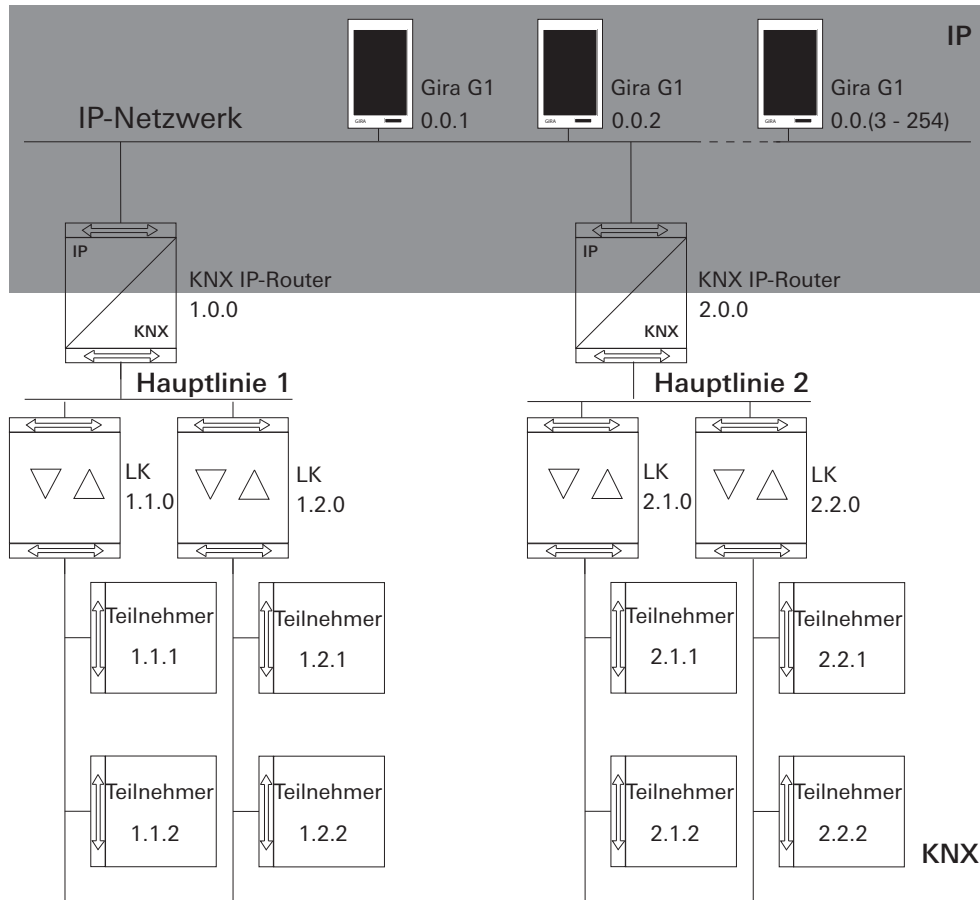 IP
Gira G1
0.0.1
Gira G1
0.0.2
Gira G1
0.0.(3 - 254)
GIRA
GIRA
GIRA
IP-Netzwerk
IP
KNX
KNX IP-Router
1.0.0
IP
KNX
KNX IP-Router
2.0.0
Hauptlinie 1
Hauptlinie 2
LK
1.1.0
LK
1.2.0
LK
2.1.0
LK
2.2.0
Teilnehmer
1.1.1
Teilnehmer
1.2.1
Teilnehmer
2.1.1
Teilnehmer
2.2.1
Teilnehmer
1.1.2
Teilnehmer
1.2.2
Teilnehmer
2.1.2
Teilnehmer
2.2.2
KNX